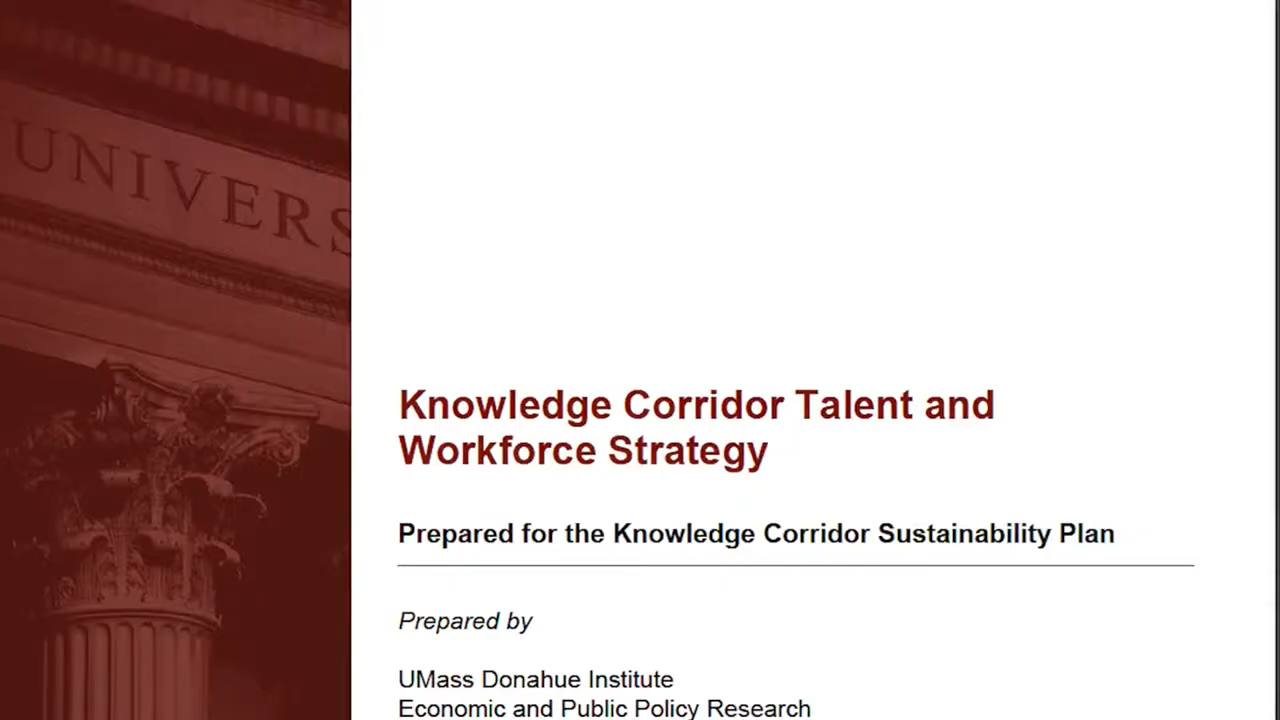 UNIVERS
Knowledge Corridor Talent and
Workforce Strategy
Prepared for the Knowledge Corridor Sustainability Plan
Prepared by
UMass Donahue Institute
Economic and Public Policy Research